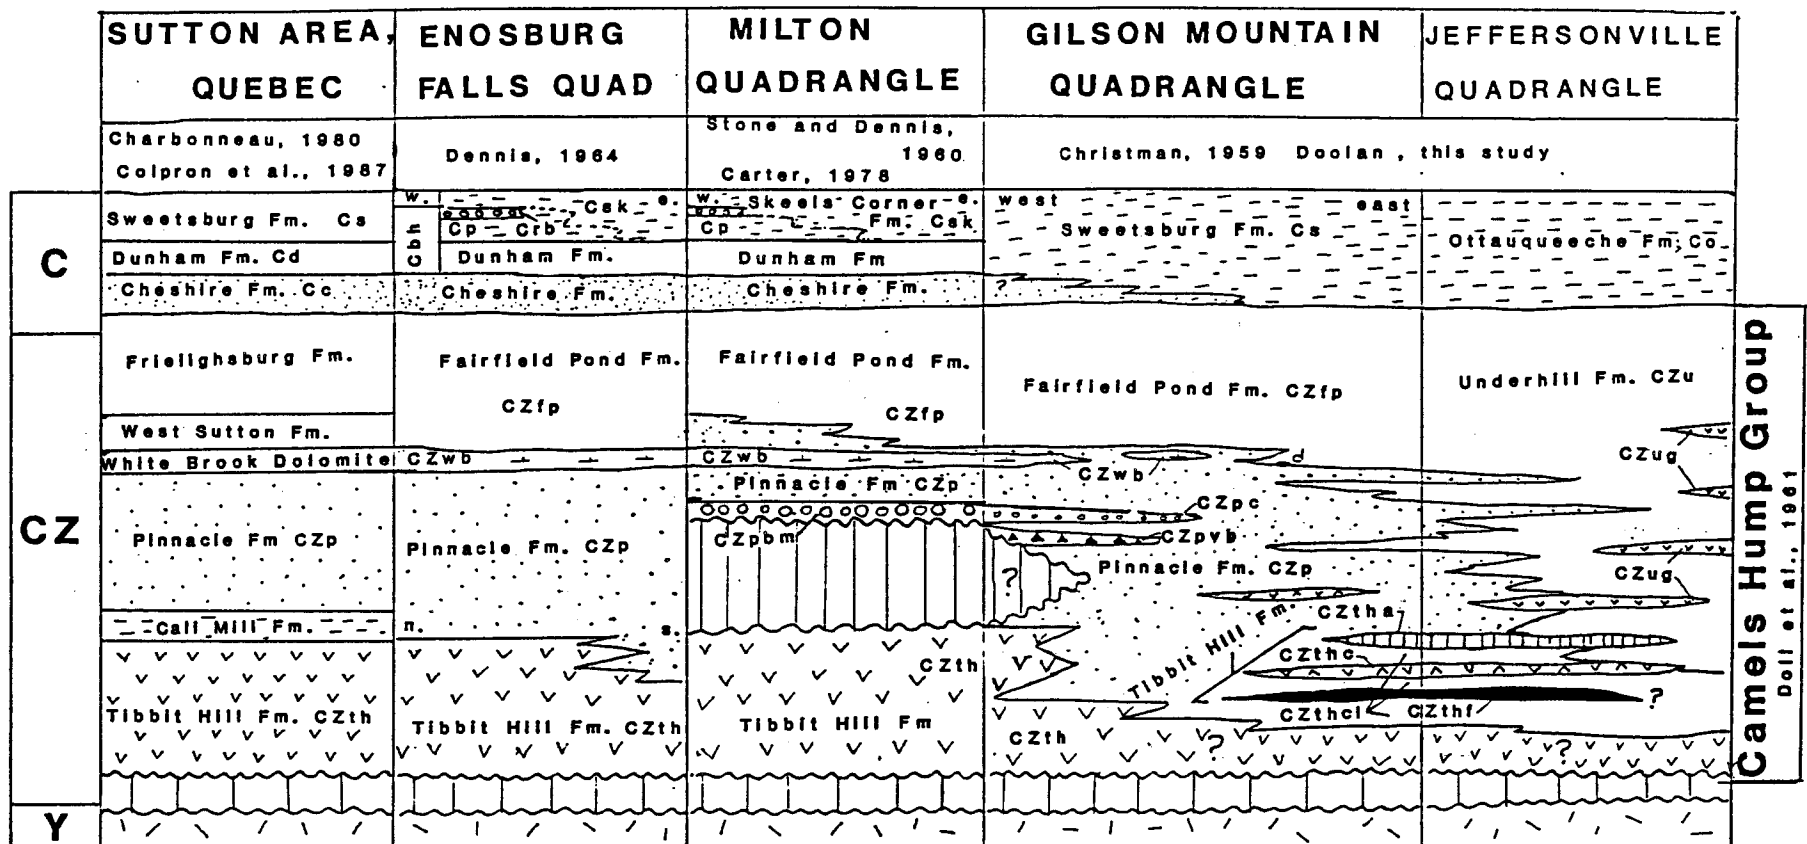 SUTTON AREA,
QUEBEC
ENOSBURG
FALLS QUAD
MILTON
QUADRANGLE
GILSON MOUNTAIN
QUADRANGLE
JEFFERSONVILLE
QUADRANGLE
Charbonneau, 1980
Colpron et al., 1987
Dennis, 1964
Stone and Dennis,
1960
Carter, 1978
Christman, 1959 Doolan, this study
C
CZ
Y
Sweetsburg Fm. Cs
Dunham Fm. Cd
Cheshire Fm. Cc
Frielighsburg Fm.
West Sutton Fm.
White Brook Dolomite
Pinnacle Fm CZp
Call Mill Fm.
Tibbit Hill Fm. CZth
w.
e.
Csk
Cbh
Cp Crb
Dunham Fm.
Cheshire Fm.
Fairfield Pond Fm.
CZfp
CZwb
Pinnacle Fm. CZp
n.
s.
Tibbit Hill Fm. CZth
w.
Skeels Corner
e.
Cp
Fm. Csk
Dunham Fm
Cheshire Fm.
Fairfield Pond Fm.
CZfp
CZwb
Pinnacle Fm CZp
CZpbm
CZth
Tibbit Hill Fm
west
east
Sweetsburg Fm. Cs
?
Fairfield Pond Fm. CZfp
d
CZwb
CZpc
CZpvb
Pinnacle Fm. CZp
?
Tibbit Hill Fm.
CZtha
CZthc
CZthcl
CZthf
?
CZth
?
Ottauqueche Fm, Co
Underhill Fm. CZu
CZug
CZug
?
Camels Hump Group
Doll et al., 1961